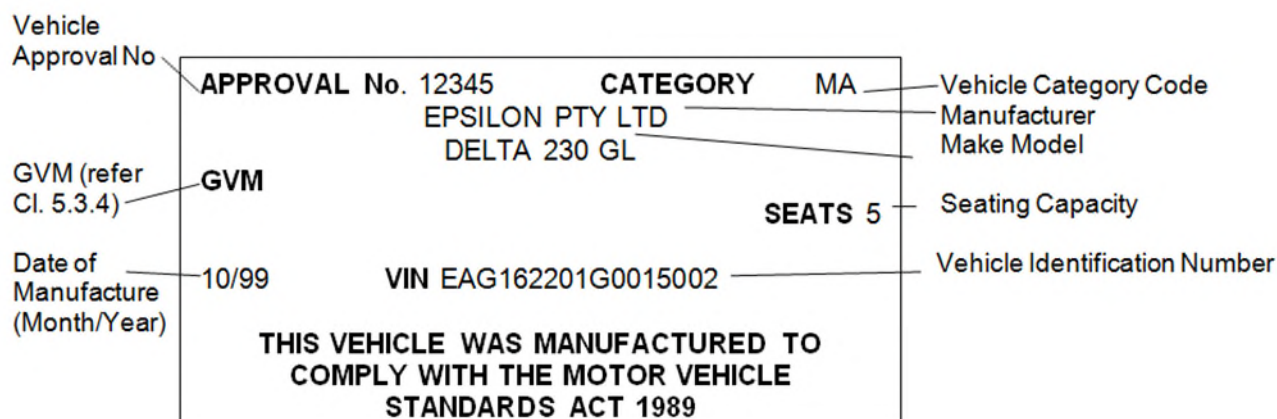 Vehicle
Approval No
APPROVAL No. 12345 CATEGORY MA
Vehicle Category Code
EPSILON PTY LTD
Manufacturer
DELTA 230 GL
Make Model
GVM (refer
Cl. 5.3.4)
GVM
SEATS 5
Seating Capacity
Date of
Manufacture
(Month/Year)
10/99 VIN EAG162201G0015002
Vehicle Identification Number
THIS VEHICLE WAS MANUFACTURED TO
COMPLY WITH THE MOTOR VEHICLE
STANDARDS ACT 1989